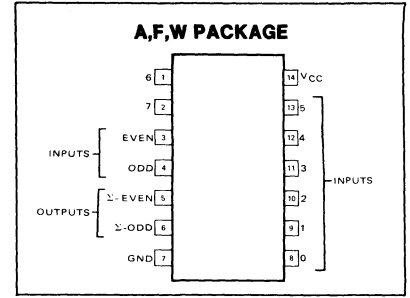 A,F,W PACKAGE
6 1 14 VCC
7 2 13 5
EVEN 3 12 4
INPUTS
ODD 4 11 3
INPUTS
Σ-EVEN 5 10 2
OUTPUTS
Σ-ODD 6 9 1
GND 7 8 0